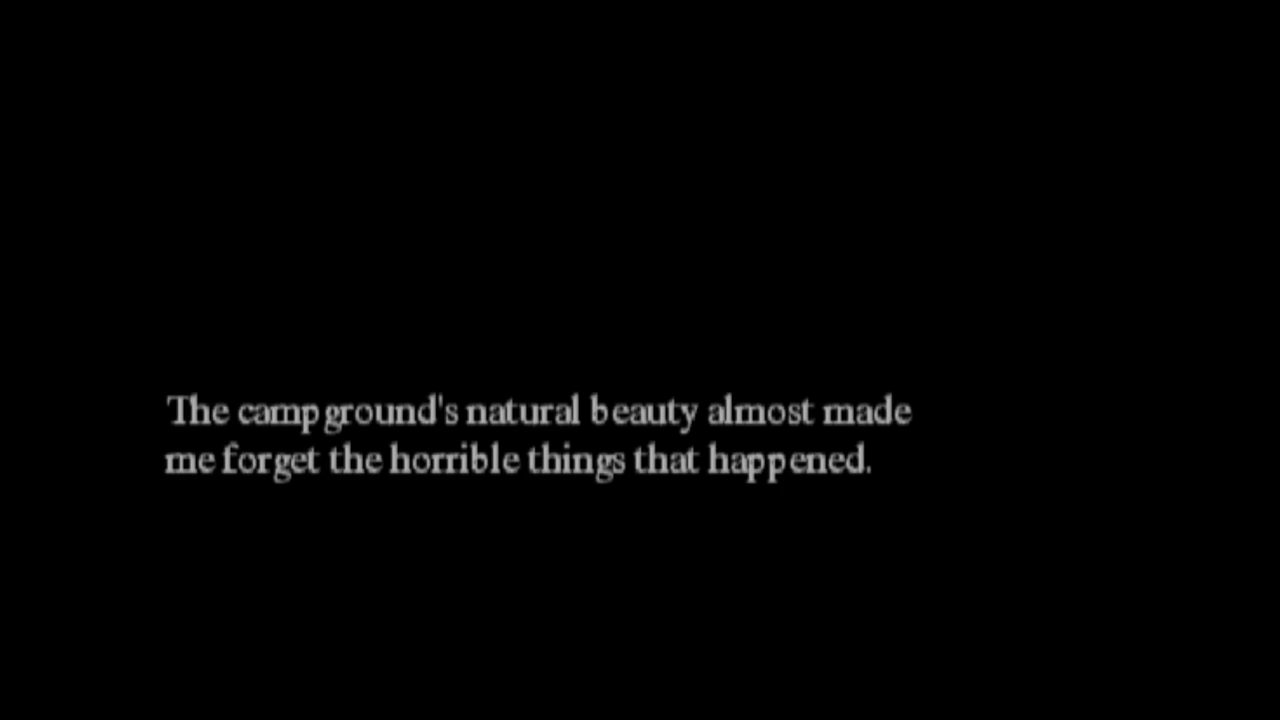 The campground's natural beauty almost made
me forget the horrible things that happened.